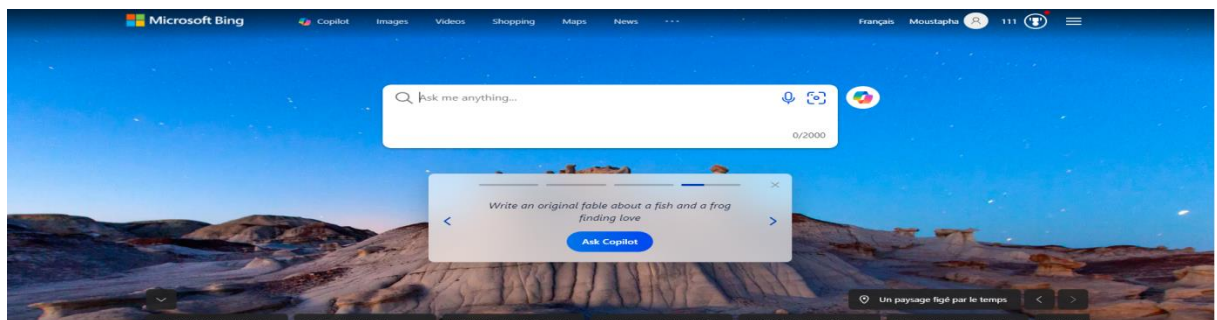 Microsoft Bing Copilot Images Videos Shopping Maps News ... Français Moustapha 111
Ask me anything...
0/2000
Write an original fable about a fish and a frog
finding love
Ask Copilot
Un paysage figé par le temps